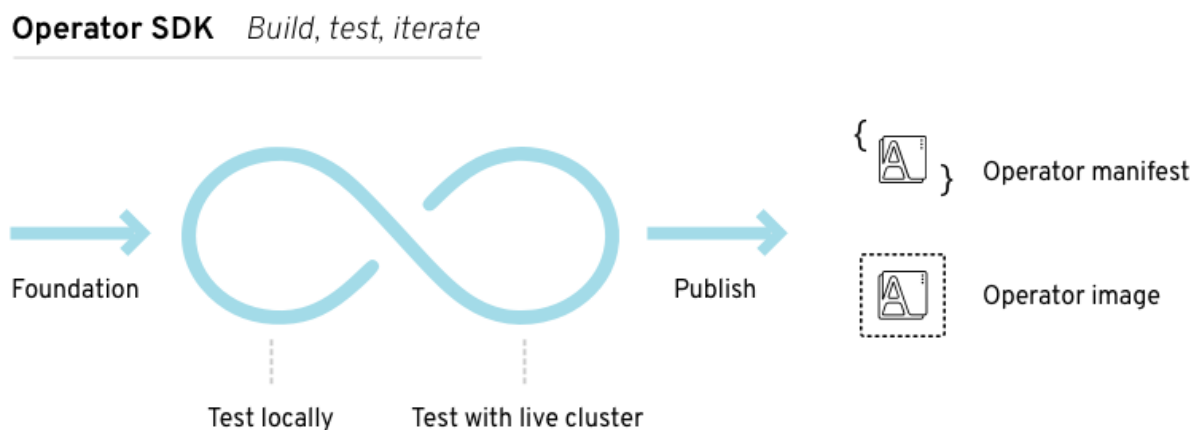 Operator SDK Build, test, iterate
{
}
Operator manifest
Foundation
Publish
Operator image
Test locally
Test with live cluster